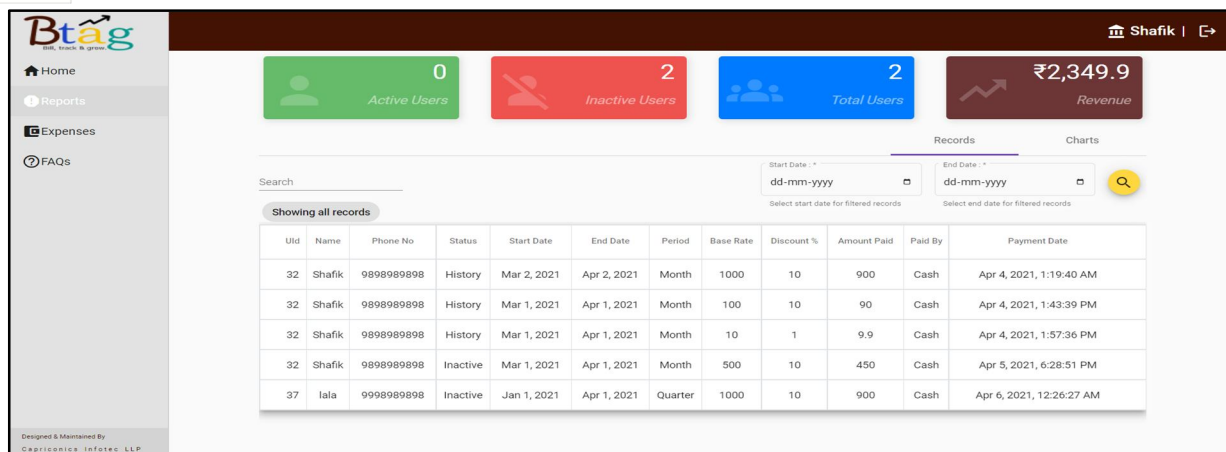 Btag
Bill, track & grow.
Shafik |
Home
Reports
Expenses
FAQs
0
Active Users
2
Inactive Users
2
Total Users
₹2,349.9
Revenue
Records Charts
Search
Start Date : *
dd-mm-yyyy
Select start date for filtered records
End Date : *
dd-mm-yyyy
Select end date for filtered records
Showing all records
UId Name Phone No Status Start Date End Date Period Base Rate Discount % Amount Paid Paid By Payment Date
32 Shafik 9898989898 History Mar 2, 2021 Apr 2, 2021 Month 1000 10 900 Cash Apr 4, 2021, 1:19:40 AM
32 Shafik 9898989898 History Mar 1, 2021 Apr 1, 2021 Month 100 10 90 Cash Apr 4, 2021, 1:43:39 PM
32 Shafik 9898989898 History Mar 1, 2021 Apr 1, 2021 Month 10 1 9.9 Cash Apr 4, 2021, 1:57:36 PM
32 Shafik 9898989898 Inactive Mar 1, 2021 Apr 1, 2021 Month 500 10 450 Cash Apr 5, 2021, 6:28:51 PM
37 lala 9998989898 Inactive Jan 1, 2021 Apr 1, 2021 Quarter 1000 10 900 Cash Apr 6, 2021, 12:26:27 AM
Designed & Maintained By
Capriconics Infotec LLP